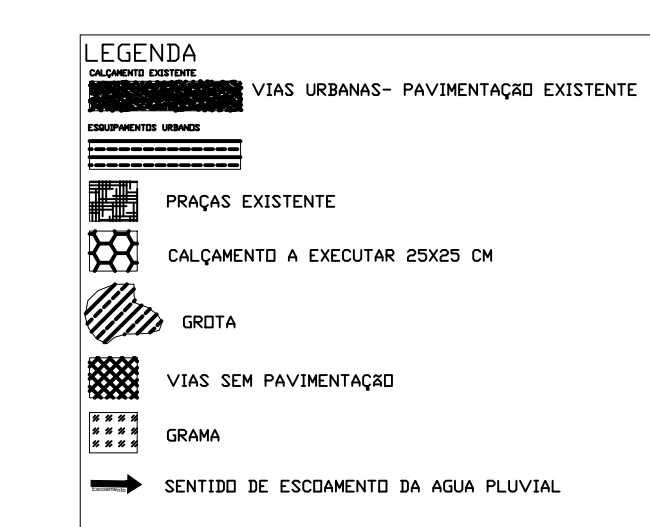 LEGENDA
CALÇAMENTO EXISTENTE
VIAS URBANAS- PAVIMENTAÇÃO EXISTENTE
ESQUIPAMENTOS URBANOS
PRAÇAS EXISTENTE
CALÇAMENTO A EXECUTAR 25X25 CM
GROTA
VIAS SEM PAVIMENTAÇÃO
GRAMA
Escoamento
SENTIDO DE ESCOAMENTO DA AGUA PLUVIAL